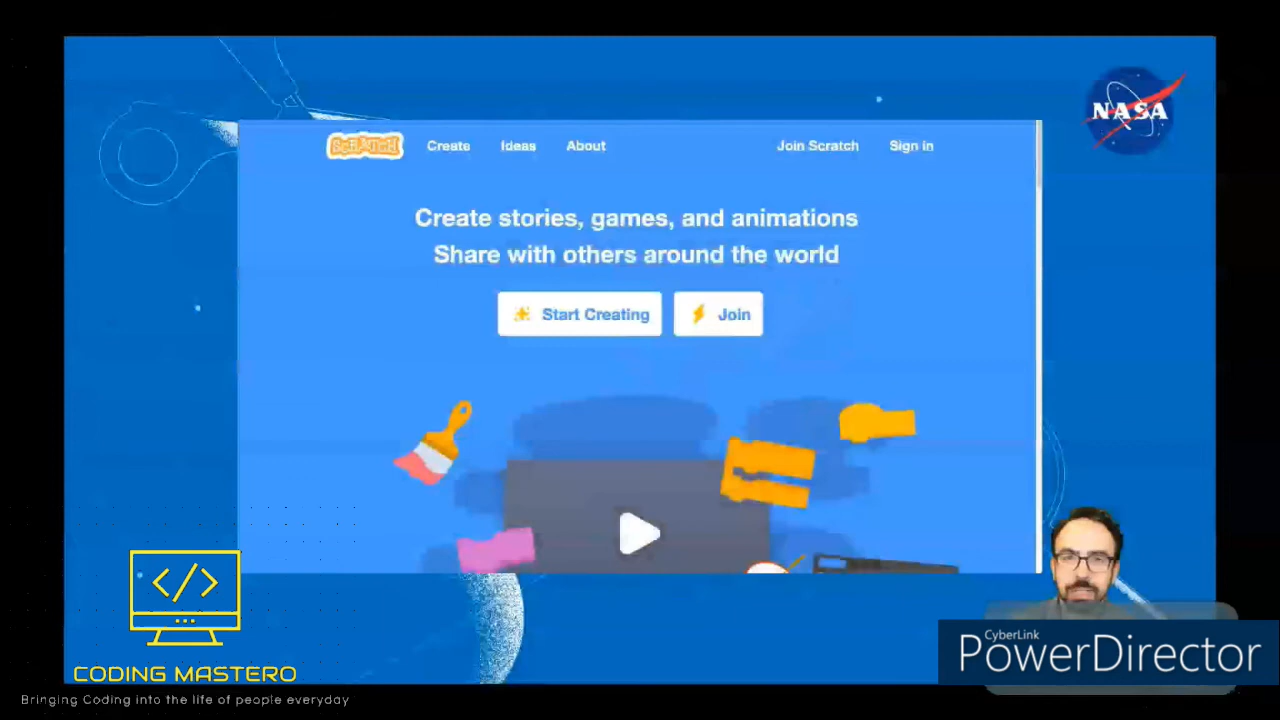 NASA
SCRATCH Create Ideas About Join Scratch Sign in
Create stories, games, and animations
Share with others around the world
Start Creating Join
</>
CODING MASTERO
Bringing Coding into the life of people everyday
CyberLink
PowerDirector